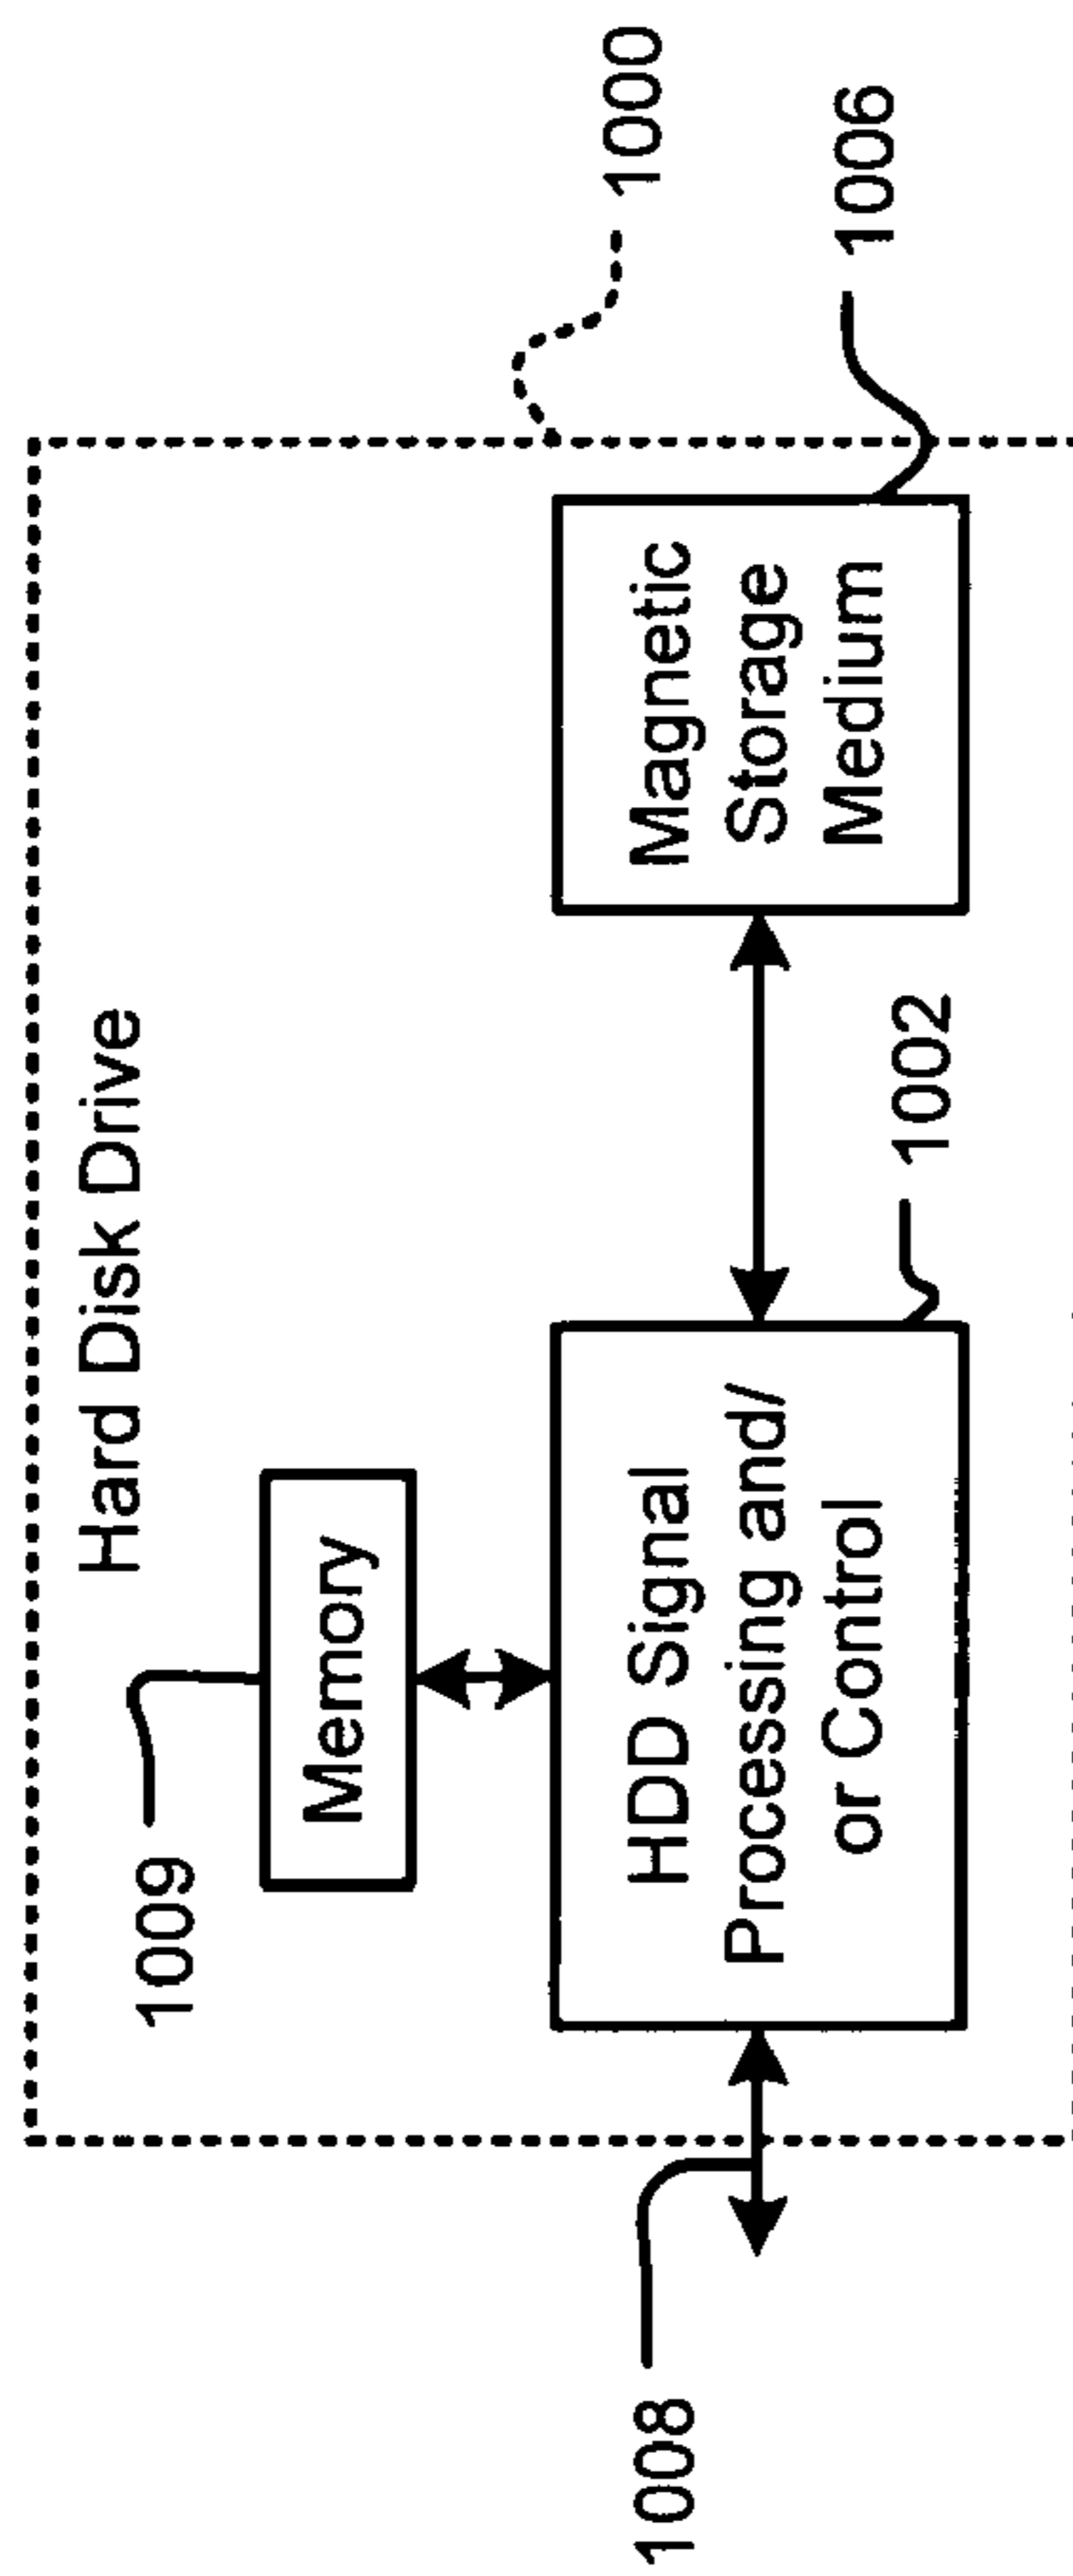 Hard Disk Drive
1000
1009
Memory
1008
HDD Signal
Processing and/
or Control
1002
Magnetic
Storage
Medium
1006